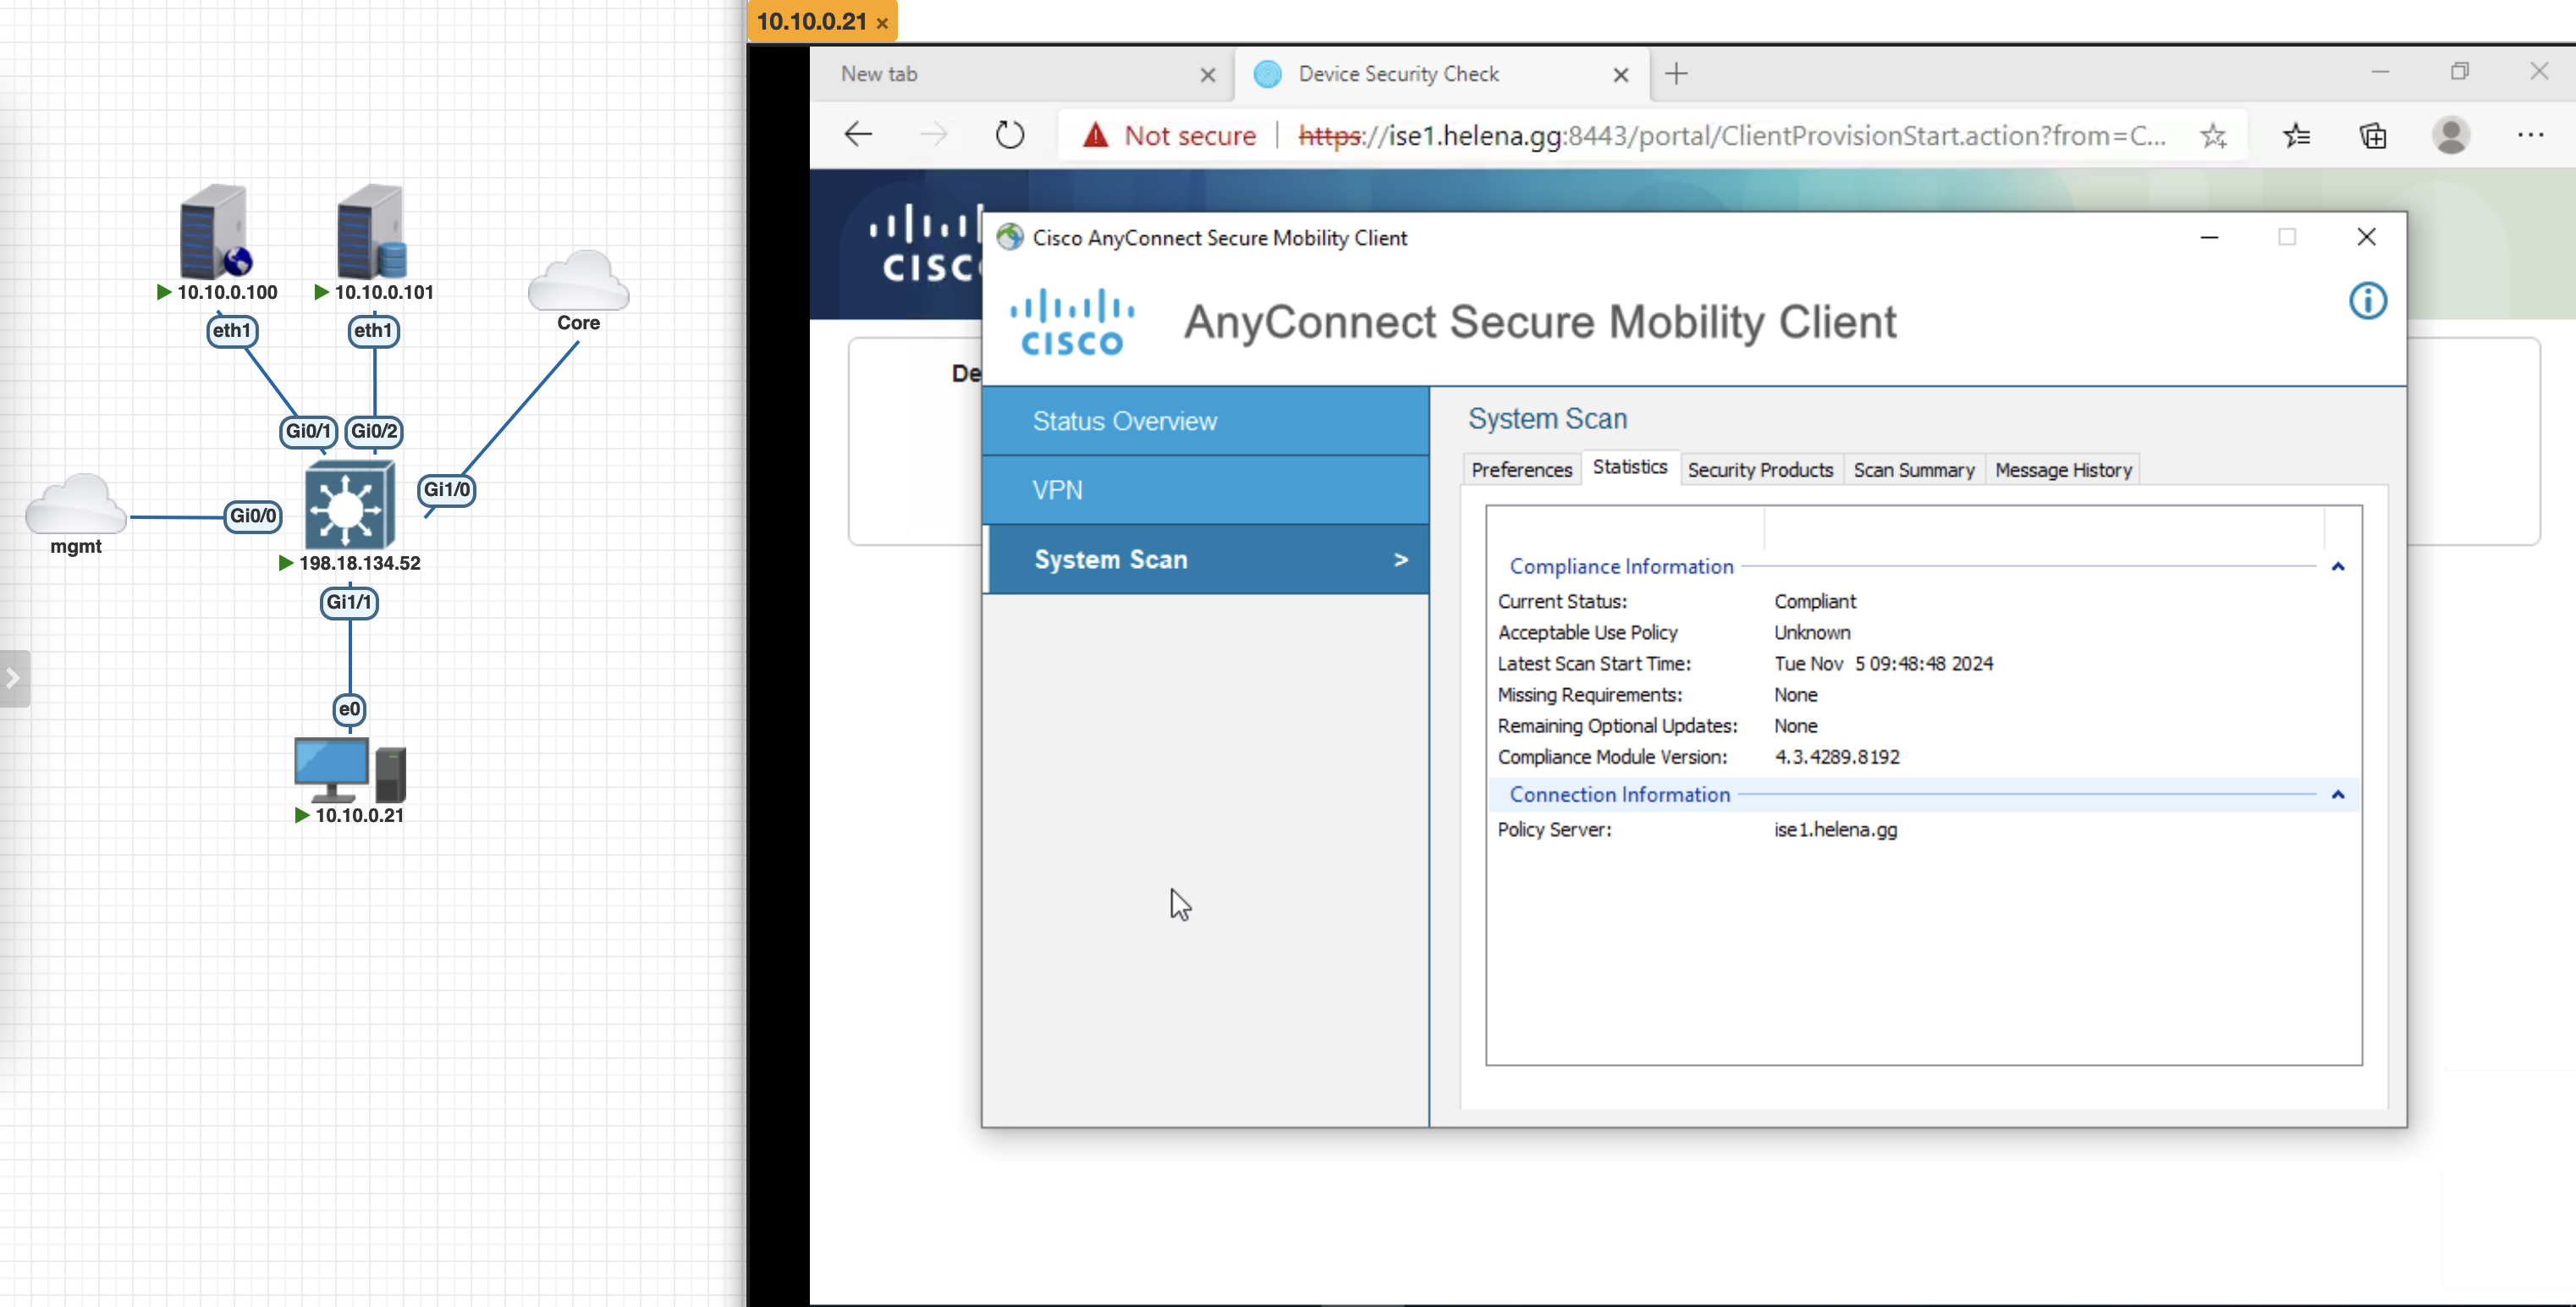 10.10.0.100
10.10.0.101
eth1
eth1
Core
Gi0/1
Gi0/2
Gi1/0
Gi0/0
mgmt
198.18.134.52
Gi1/1
e0
10.10.0.21
10.10.0.21 ×
New tab
Device Security Check
Not secure | https://ise1.helena.gg:8443/portal/ClientProvisionStart.action?from=C...
CISC
De
Cisco AnyConnect Secure Mobility Client
CISCO
AnyConnect Secure Mobility Client
Status Overview
VPN
System Scan >
System Scan
Preferences Statistics Security Products Scan Summary Message History
Compliance Information
Current Status: Compliant
Acceptable Use Policy Unknown
Latest Scan Start Time: Tue Nov 5 09:48:48 2024
Missing Requirements: None
Remaining Optional Updates: None
Compliance Module Version: 4.3.4289.8192
Connection Information
Policy Server: ise1.helena.gg